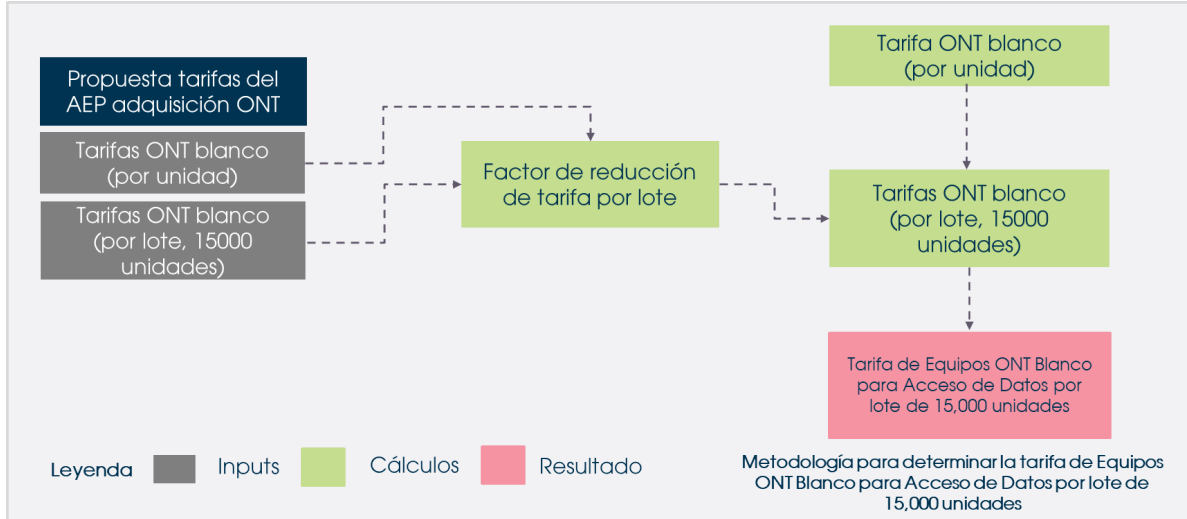 Propuesta tarifas del
AEP adquisición ONT
Tarifas ONT blanco
(por unidad)
Tarifas ONT blanco
(por lote, 15000
unidades)
Factor de reducción
de tarifa por lote
Tarifa ONT blanco
(por unidad)
Tarifas ONT blanco
(por lote, 15000
unidades)
Tarifa de Equipos ONT Blanco
para Acceso de Datos por
lote de 15,000 unidades
Leyenda
Inputs
Cálculos
Resultado
Metodología para determinar la tarifa de Equipos
ONT Blanco para Acceso de Datos por lote de
15,000 unidades